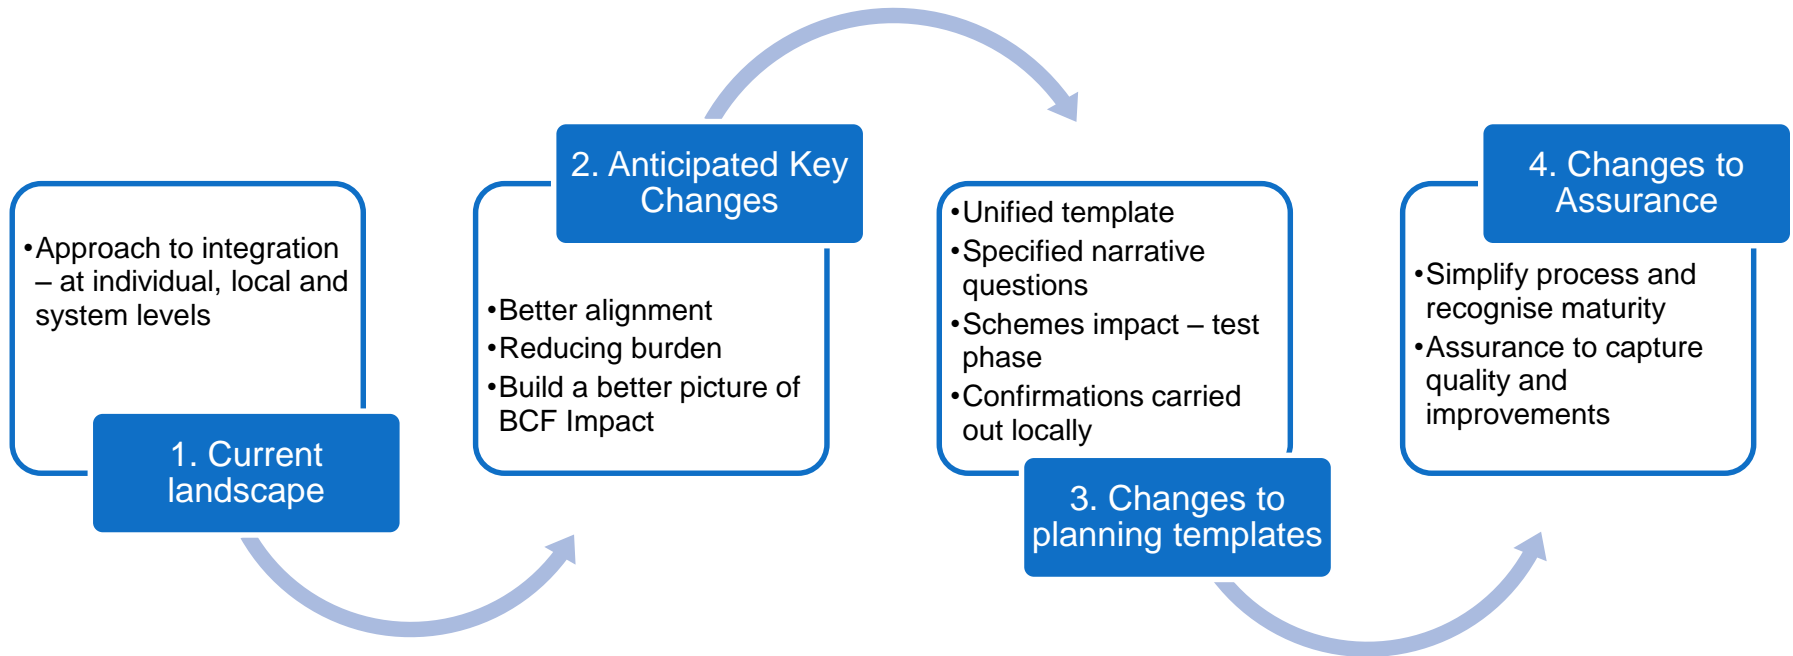 •Approach to integration
– at individual, local and
system levels
1. Current
landscape
2. Anticipated Key
Changes
•Better alignment
•Reducing burden
•Build a better picture of
BCF Impact
•Unified template
•Specified narrative
questions
•Schemes impact – test
phase
•Confirmations carried
out locally
3. Changes to
planning templates
4. Changes to
Assurance
•Simplify process and
recognise maturity
•Assurance to capture
quality and
improvements